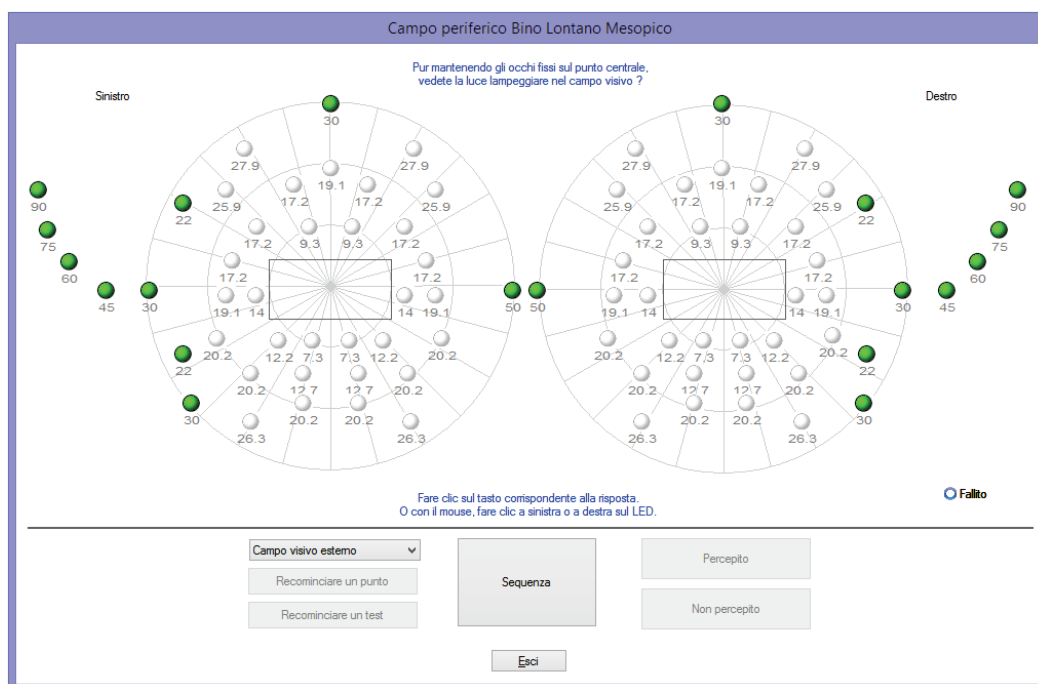 Campo periferico Bino Lontano Mesopico
Pur mantenendo gli occhi fissi sul punto centrale,
vedete la luce lampeggiare nel campo visivo ?
Sinistro
Destro
30 30
27.9 27.9 27.9 27.9
19.1 19.1
90 25.9 17.2 17.2 25.9 25.9 17.2 17.2 25.9 90
22 22
75 17.2 9.3 9.3 17.2 17.2 9.3 9.3 17.2 75
60 17.2 17.2 17.2 17.2 60
45 30 50 50 30 45
19.1 14 14 19.1 19.1 14 14 19.1
20.2 12.2 7.3 7.3 12.2 20.2 20.2 12.2 7.3 7.3 12.2 20.2
22 22
20.2 12.7 12.7 20.2 20.2 12.7 12.7 20.2
30 20.2 20.2 20.2 20.2 30
26.3 26.3 26.3 26.3
Fare clic sul tasto corrispondente alla risposta.
O con il mouse, fare clic a sinistra o a destra sul LED.
Fallito
Campo visivo esterno
Recominciare un punto
Recominciare un test
Sequenza
Percepito
Non percepito
Esci